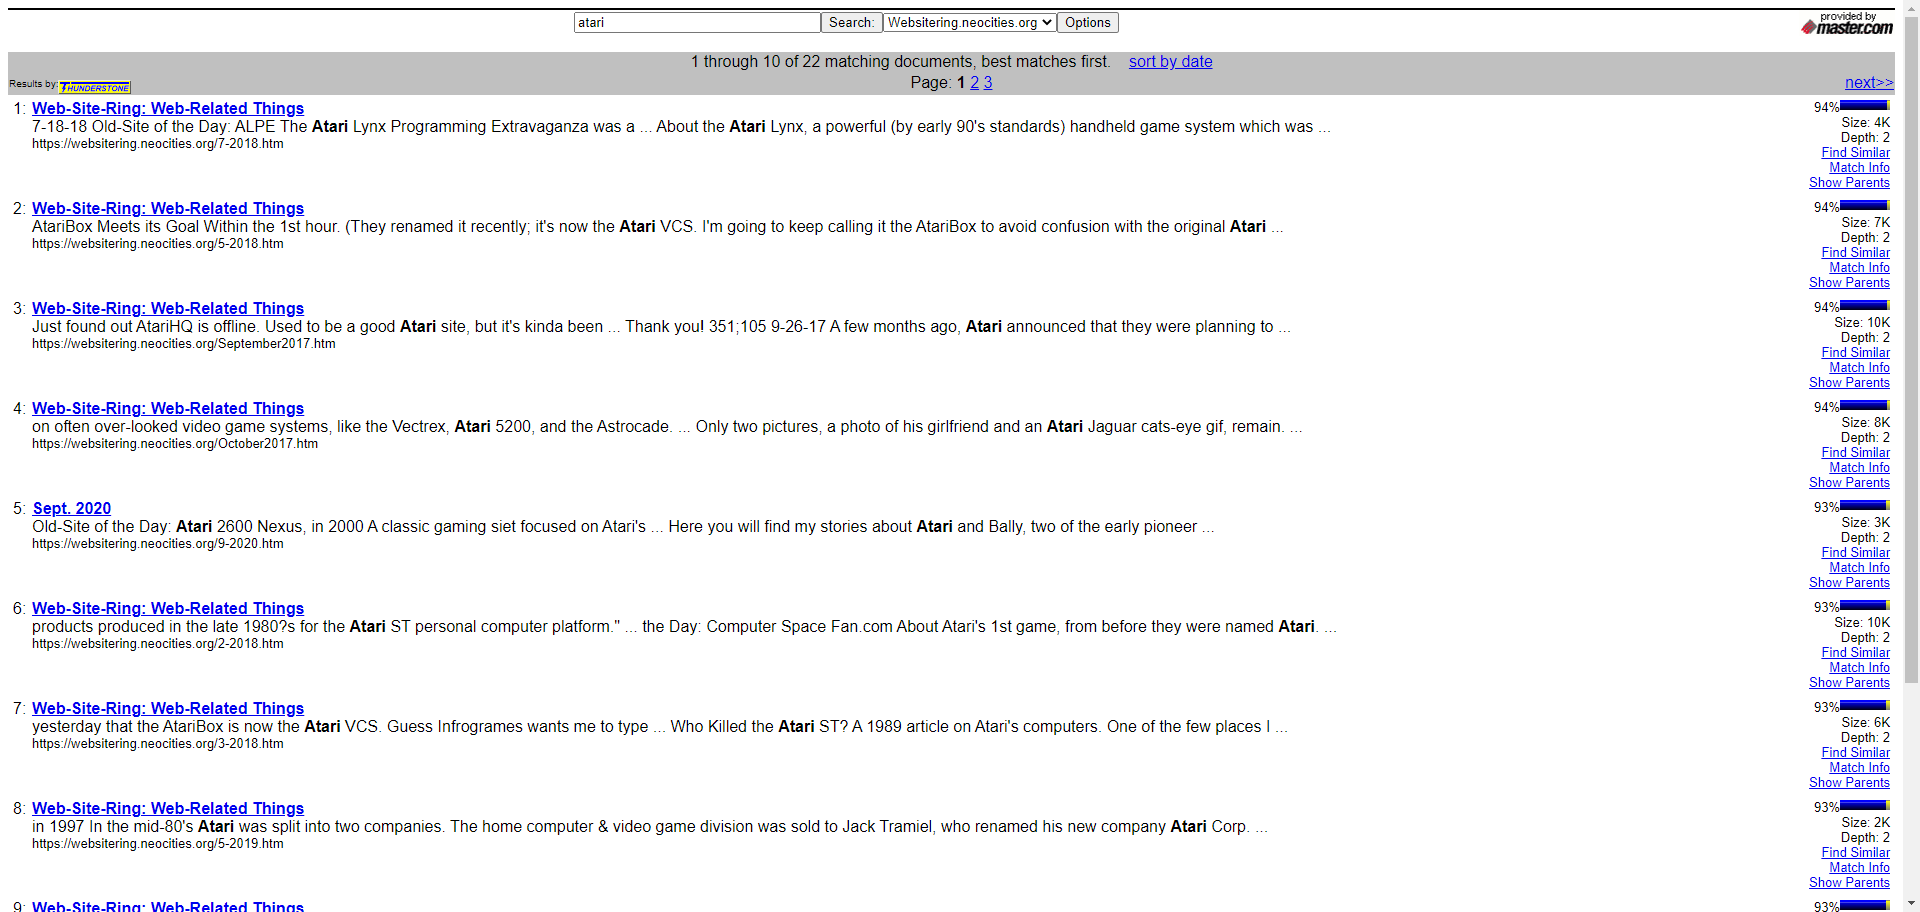 atari Search: Websitering.neocities.org Options
provided by
master.com
1 through 10 of 22 matching documents, best matches first. sort by date
Results by: THUNDERSTONE Page: 1 2 3 next>>
1: Web-Site-Ring: Web-Related Things 94%
7-18-18 Old-Site of the Day: ALPE The Atari Lynx Programming Extravaganza was a ... About the Atari Lynx, a powerful (by early 90's standards) handheld game system which was ... Size: 4K
https://websitering.neocities.org/7-2018.htm Depth: 2
Find Similar
Match Info
Show Parents
2: Web-Site-Ring: Web-Related Things 94%
AtariBox Meets its Goal Within the 1st hour. (They renamed it recently; it's now the Atari VCS. I'm going to keep calling it the AtariBox to avoid confusion with the original Atari ... Size: 7K
https://websitering.neocities.org/5-2018.htm Depth: 2
Find Similar
Match Info
Show Parents
3: Web-Site-Ring: Web-Related Things 94%
Just found out AtariHQ is offline. Used to be a good Atari site, but it's kinda been ... Thank you! 351;105 9-26-17 A few months ago, Atari announced that they were planning to ... Size: 10K
https://websitering.neocities.org/September2017.htm Depth: 2
Find Similar
Match Info
Show Parents
4: Web-Site-Ring: Web-Related Things 94%
on often over-looked video game systems, like the Vectrex, Atari 5200, and the Astrocade. ... Only two pictures, a photo of his girlfriend and an Atari Jaguar cats-eye gif, remain. ... Size: 8K
https://websitering.neocities.org/October2017.htm Depth: 2
Find Similar
Match Info
Show Parents
5: Sept. 2020 93%
Old-Site of the Day: Atari 2600 Nexus, in 2000 A classic gaming siet focused on Atari's ... Here you will find my stories about Atari and Bally, two of the early pioneer ... Size: 3K
https://websitering.neocities.org/9-2020.htm Depth: 2
Find Similar
Match Info
Show Parents
6: Web-Site-Ring: Web-Related Things 93%
products produced in the late 1980?s for the Atari ST personal computer platform." ... the Day: Computer Space Fan.com About Atari's 1st game, from before they were named Atari. ... Size: 10K
https://websitering.neocities.org/2-2018.htm Depth: 2
Find Similar
Match Info
Show Parents
7: Web-Site-Ring: Web-Related Things 93%
yesterday that the AtariBox is now the Atari VCS. Guess Infrogrames wants me to type ... Who Killed the Atari ST? A 1989 article on Atari's computers. One of the few places I ... Size: 6K
https://websitering.neocities.org/3-2018.htm Depth: 2
Find Similar
Match Info
Show Parents
8: Web-Site-Ring: Web-Related Things 93%
in 1997 In the mid-80's Atari was split into two companies. The home computer & video game division was sold to Jack Tramiel, who renamed his new company Atari Corp. ... Size: 2K
https://websitering.neocities.org/5-2019.htm Depth: 2
Find Similar
Match Info
Show Parents
9: Web-Site-Ring: Web-Related Things 93%